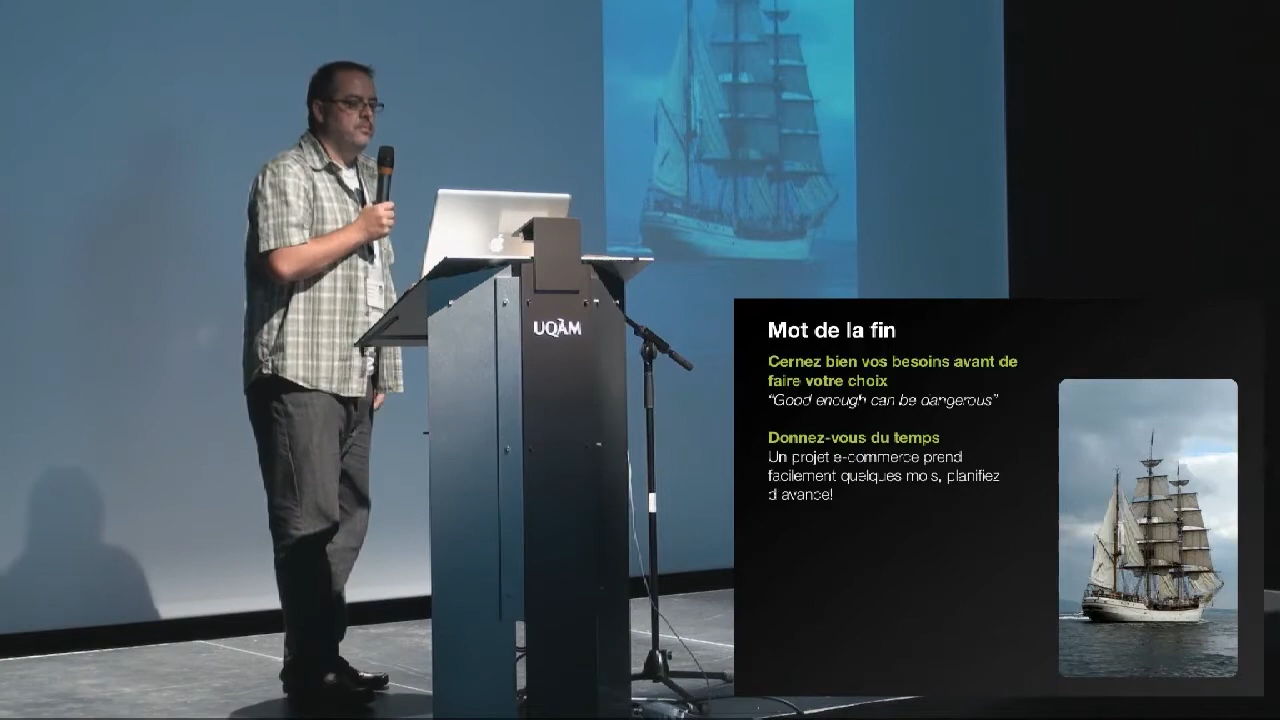 UQÀM
Mot de la fin
Cernez bien vos besoins avant de
faire votre choix
“Good enough can be dangerous”
Donnez-vous du temps
Un projet e-commerce prend
facilement quelques mois, planifiez
d'avance!